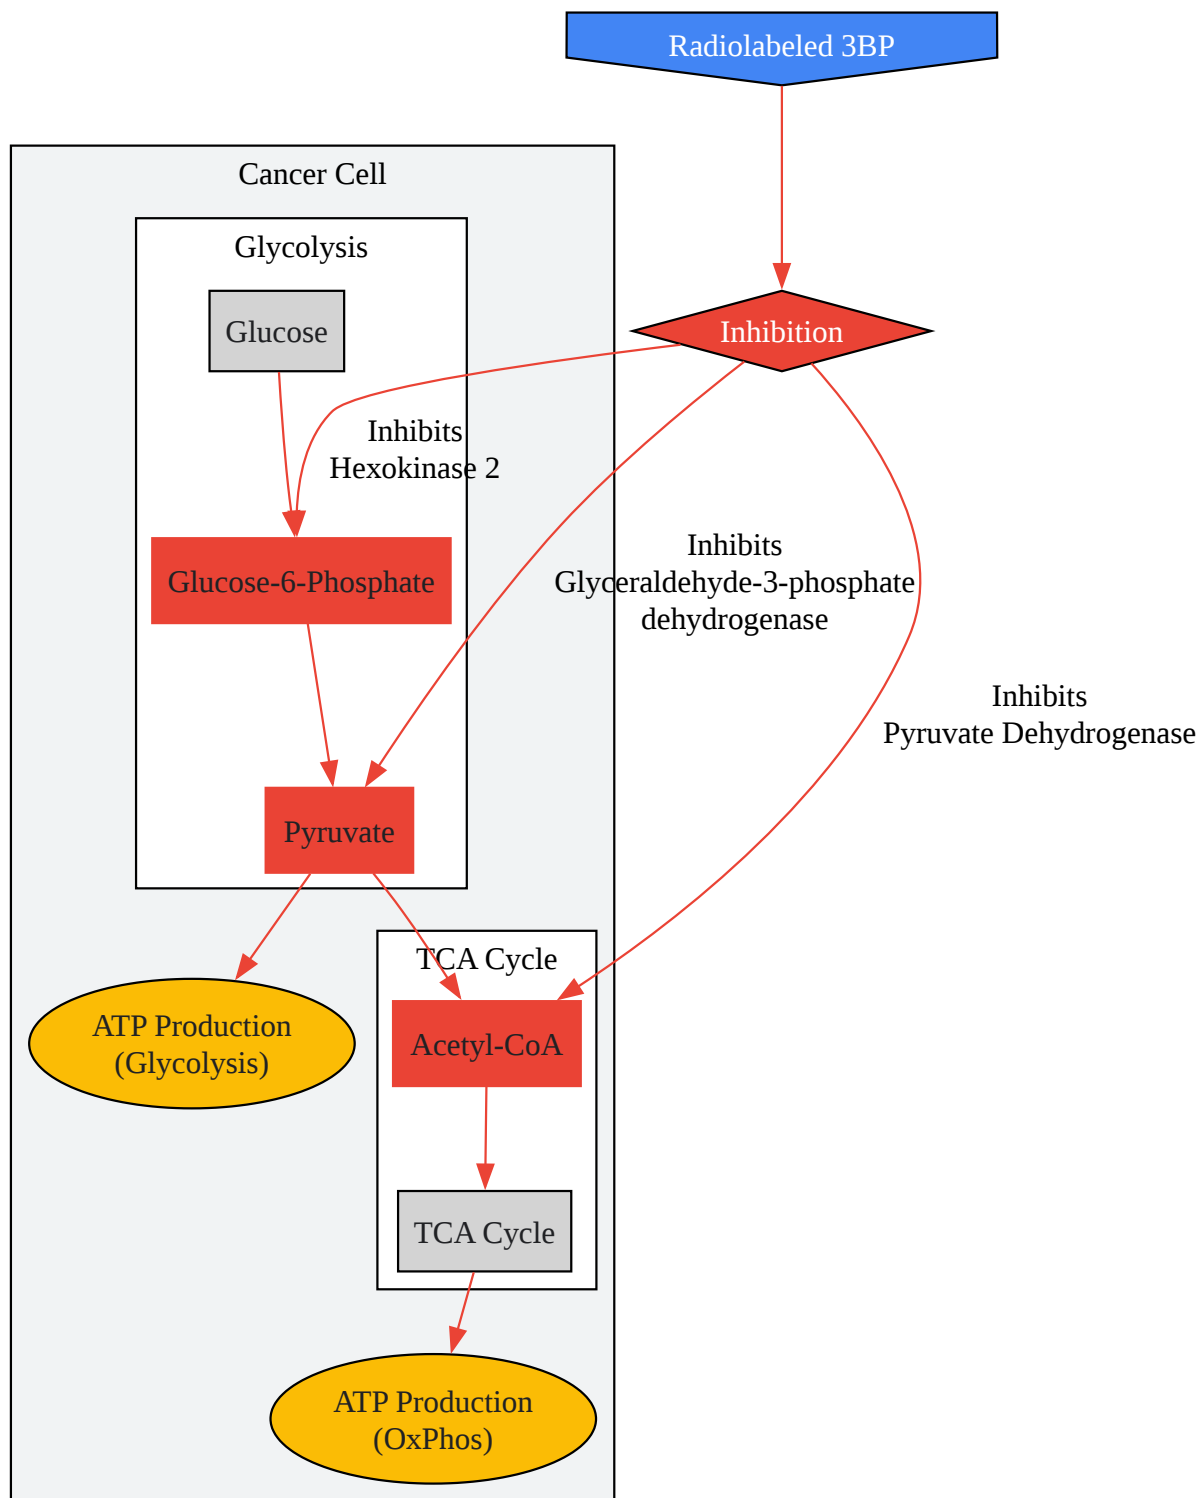 Radiolabeled 3BP
Cancer Cell
Glycolysis
Glucose
Inhibition
Inhibits
Hexokinase 2
Inhibits
Glyceraldehyde-3-phosphate
dehydrogenase
Glucose-6-Phosphate
Inhibits
Pyruvate Dehydrogenase
Pyruvate
TCA Cycle
ATP Production
(Glycolysis)
Acetyl-CoA
TCA Cycle
ATP Production
(OxPhos)